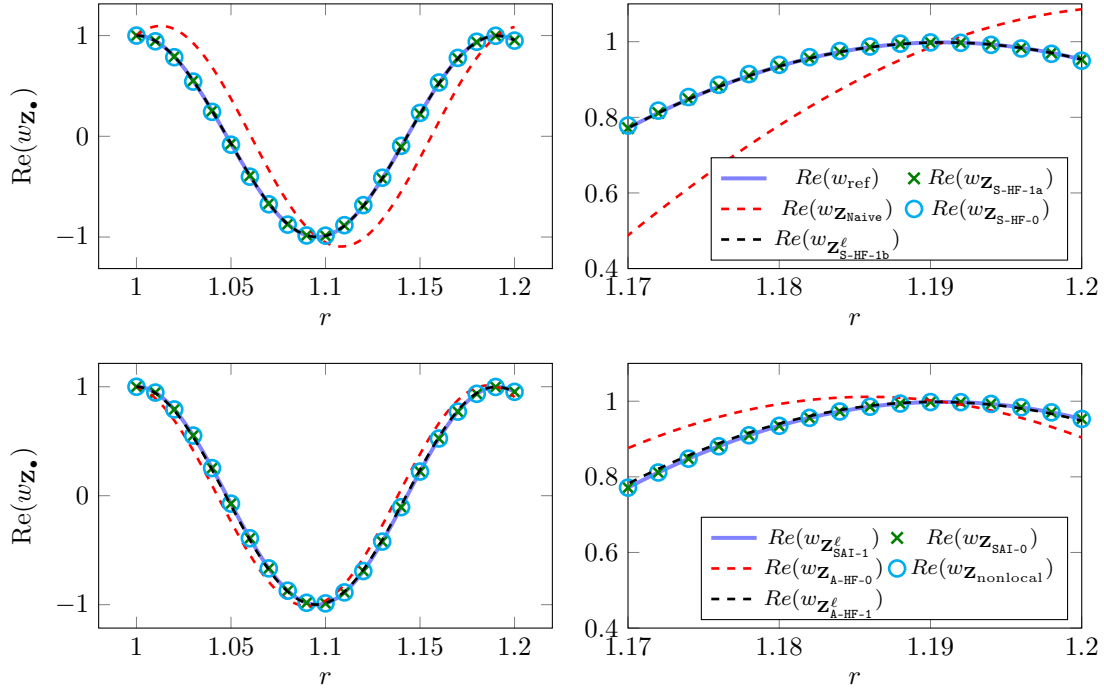 1
0
−1
Re(w_Z•)
1 1.05 1.1 1.15 1.2
r
1
0.8
0.6
0.4
1.17 1.18 1.19 1.2
r
Re(w_ref) Re(w_Z_S-HF-1a)
Re(w_Z_Naive) Re(w_Z_S-HF-0)
Re(w_Z^ℓ_S-HF-1b)
1
0
−1
Re(w_Z•)
1 1.05 1.1 1.15 1.2
r
1
0.8
0.6
0.4
1.17 1.18 1.19 1.2
r
Re(w_Z^ℓ_SAI-1) Re(w_Z_SAI-0)
Re(w_Z_A-HF-0) Re(w_Z_nonlocal)
Re(w_Z^ℓ_A-HF-1)